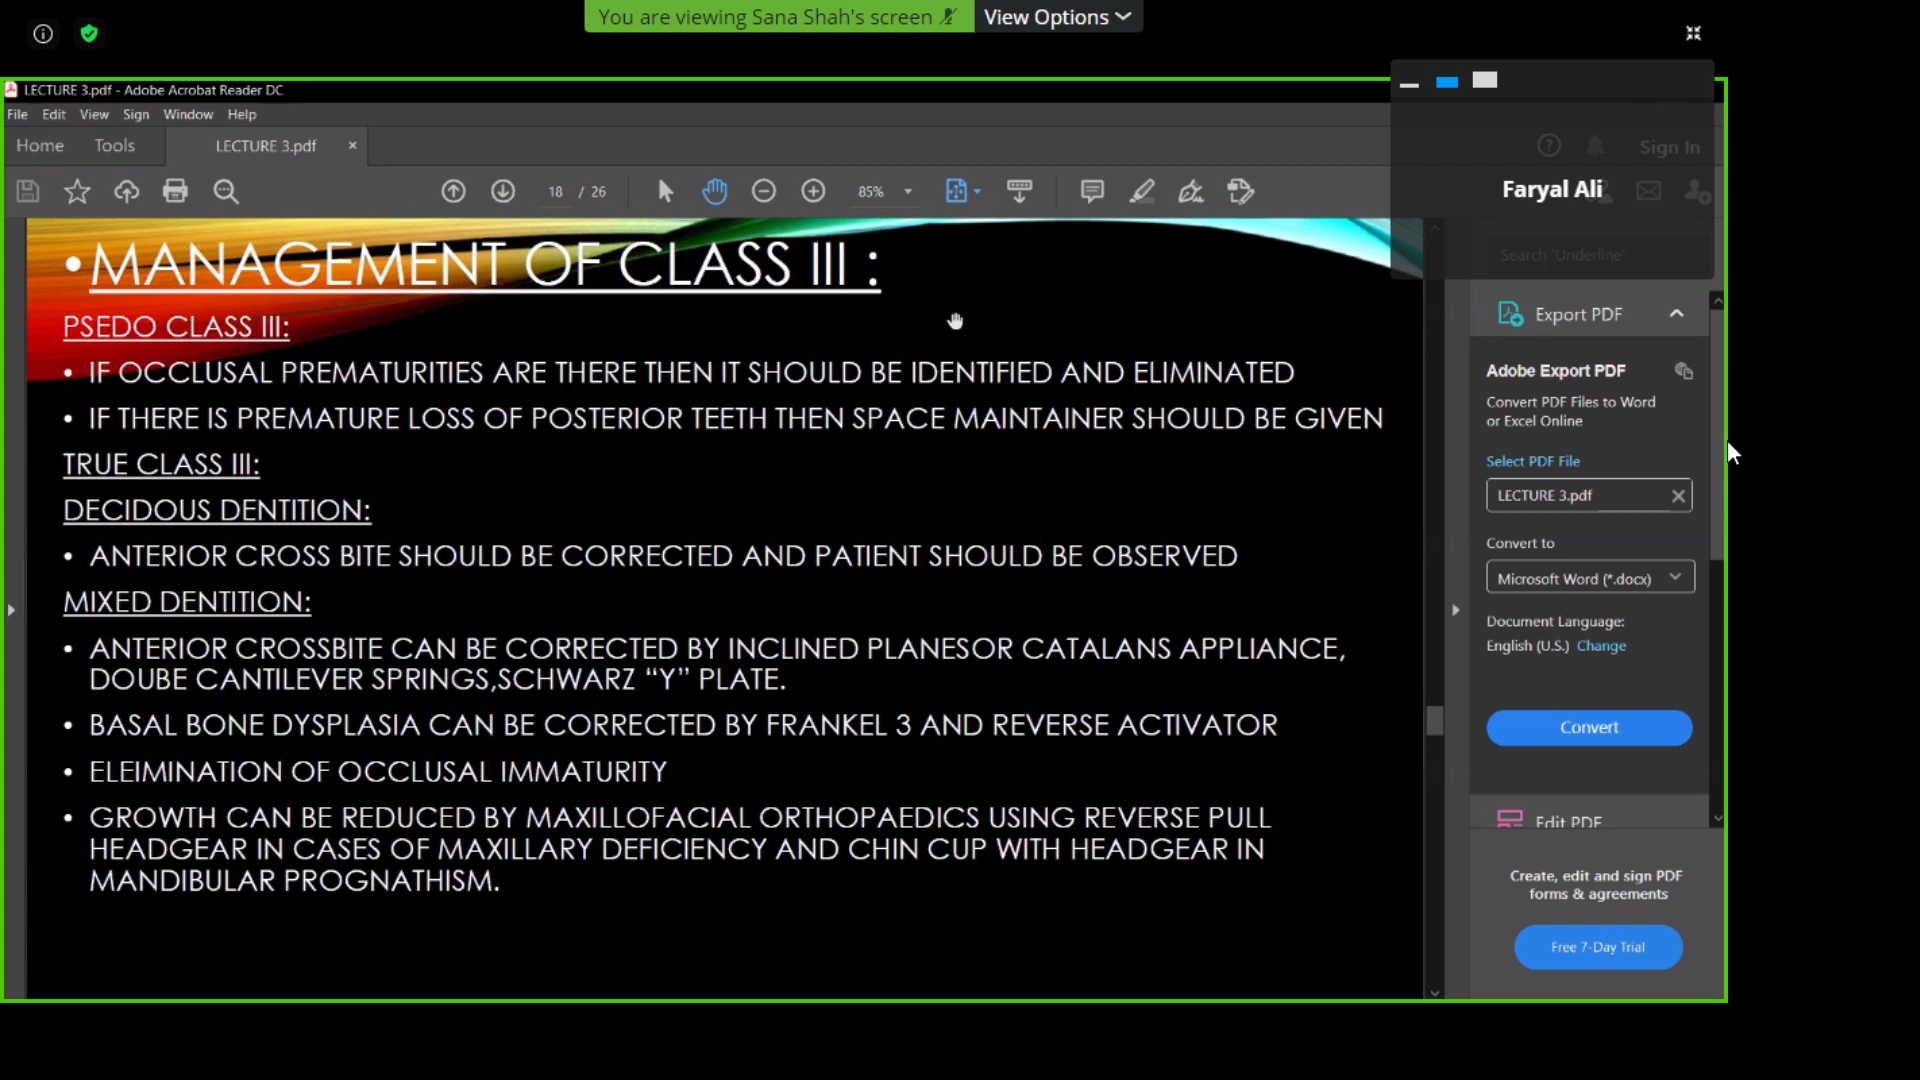 You are viewing Sana Shah's screen
View Options
LECTURE 3.pdf - Adobe Acrobat Reader DC
File Edit View Sign Window Help
Home Tools LECTURE 3.pdf ×
Sign In
18 / 26 85%
Faryal Ali
Search 'Underline'
•MANAGEMENT OF CLASS III :
PSEDO CLASS III:
• IF OCCLUSAL PREMATURITIES ARE THERE THEN IT SHOULD BE IDENTIFIED AND ELIMINATED
• IF THERE IS PREMATURE LOSS OF POSTERIOR TEETH THEN SPACE MAINTAINER SHOULD BE GIVEN
TRUE CLASS III:
DECIDOUS DENTITION:
• ANTERIOR CROSS BITE SHOULD BE CORRECTED AND PATIENT SHOULD BE OBSERVED
MIXED DENTITION:
• ANTERIOR CROSSBITE CAN BE CORRECTED BY INCLINED PLANESOR CATALANS APPLIANCE,
DOUBE CANTILEVER SPRINGS,SCHWARZ “Y” PLATE.
• BASAL BONE DYSPLASIA CAN BE CORRECTED BY FRANKEL 3 AND REVERSE ACTIVATOR
• ELEIMINATION OF OCCLUSAL IMMATURITY
• GROWTH CAN BE REDUCED BY MAXILLOFACIAL ORTHOPAEDICS USING REVERSE PULL
HEADGEAR IN CASES OF MAXILLARY DEFICIENCY AND CHIN CUP WITH HEADGEAR IN
MANDIBULAR PROGNATHISM.
Export PDF
Adobe Export PDF
Convert PDF Files to Word
or Excel Online
Select PDF File
LECTURE 3.pdf
Convert to
Microsoft Word (*.docx)
Document Language:
English (U.S.) Change
Convert
Edit PDF
Create, edit and sign PDF
forms & agreements
Free 7-Day Trial